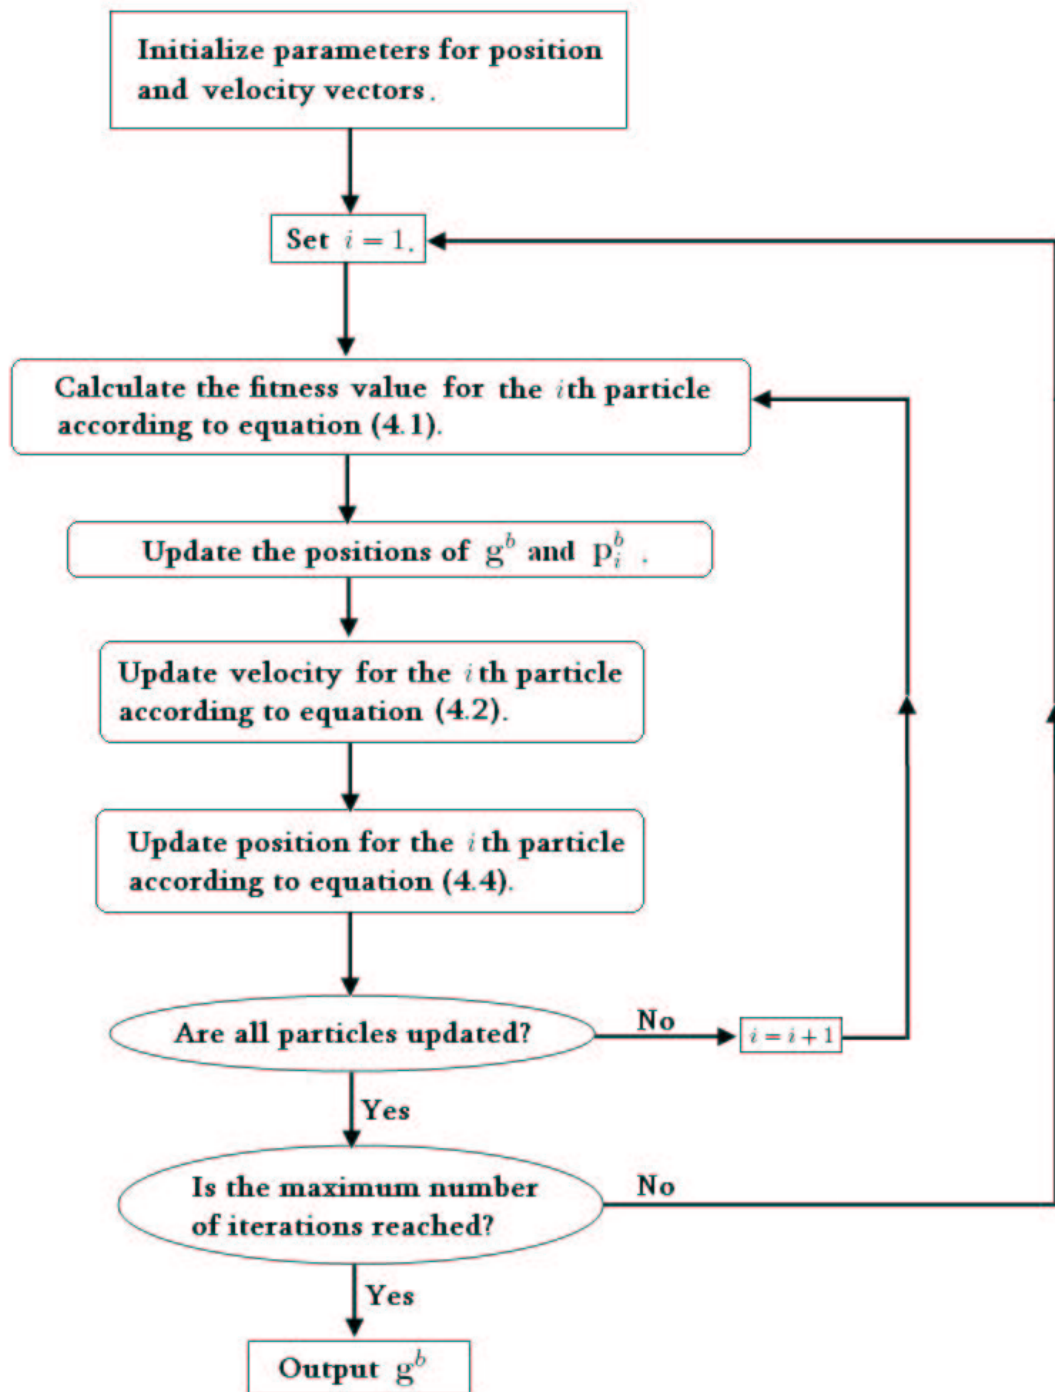 Initialize parameters for position
and velocity vectors.
Set i = 1.
Calculate the fitness value for the ith particle
according to equation (4.1).
Update the positions of g^b and p_i^b .
Update velocity for the ith particle
according to equation (4.2).
Update position for the ith particle
according to equation (4.4).
Are all particles updated?
No
i = i + 1
Yes
Is the maximum number
of iterations reached?
No
Yes
Output g^b